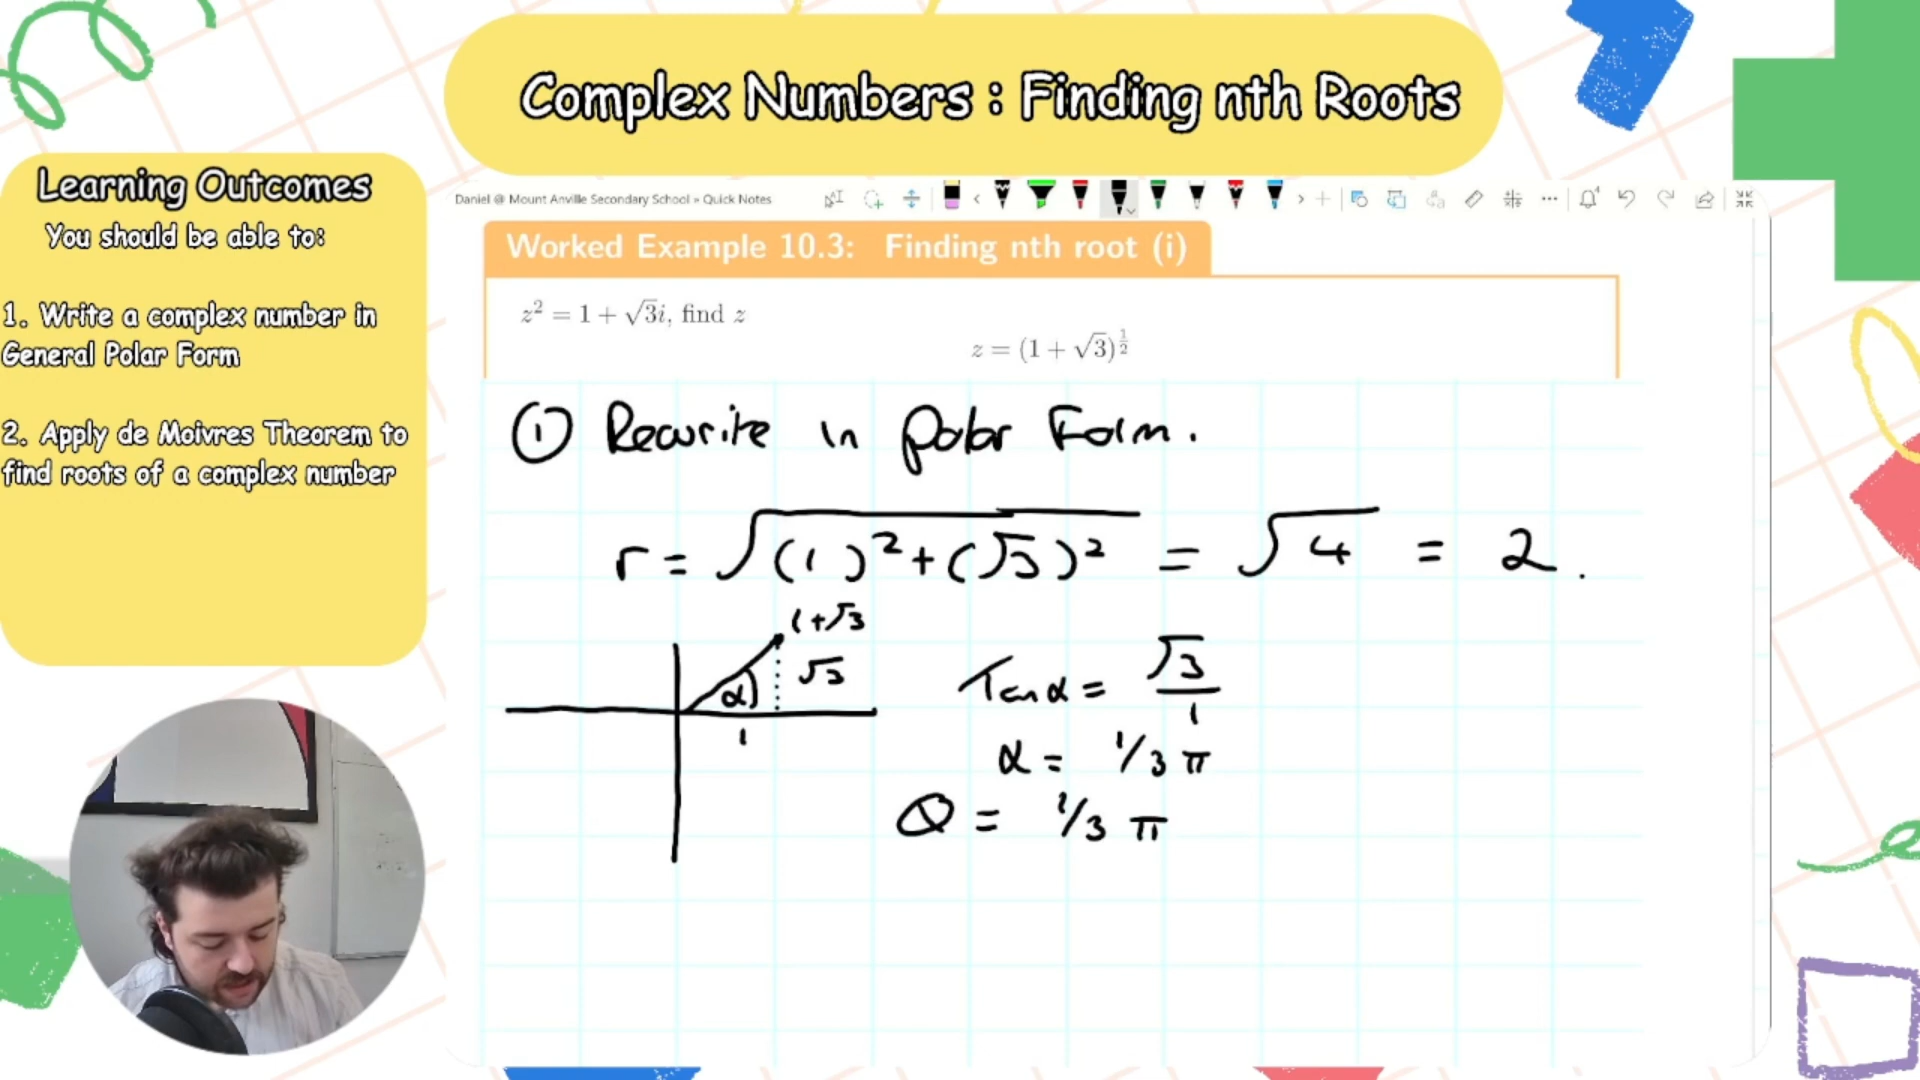 Complex Numbers : Finding nth Roots
Learning Outcomes
You should be able to:
1. Write a complex number in
General Polar Form
2. Apply de Moivres Theorem to
find roots of a complex number
Daniel @ Mount Anville Secondary School » Quick Notes
Worked Example 10.3: Finding nth root (i)
z² = 1 + √3i, find z
z = (1 + √3)^½
① Rewrite in Polar Form.
r = √(1)² + (√3)² = √4 = 2.
1+√3
√3
α
1
Tan α = √3/1
α = 1/3 π
θ = 1/3 π